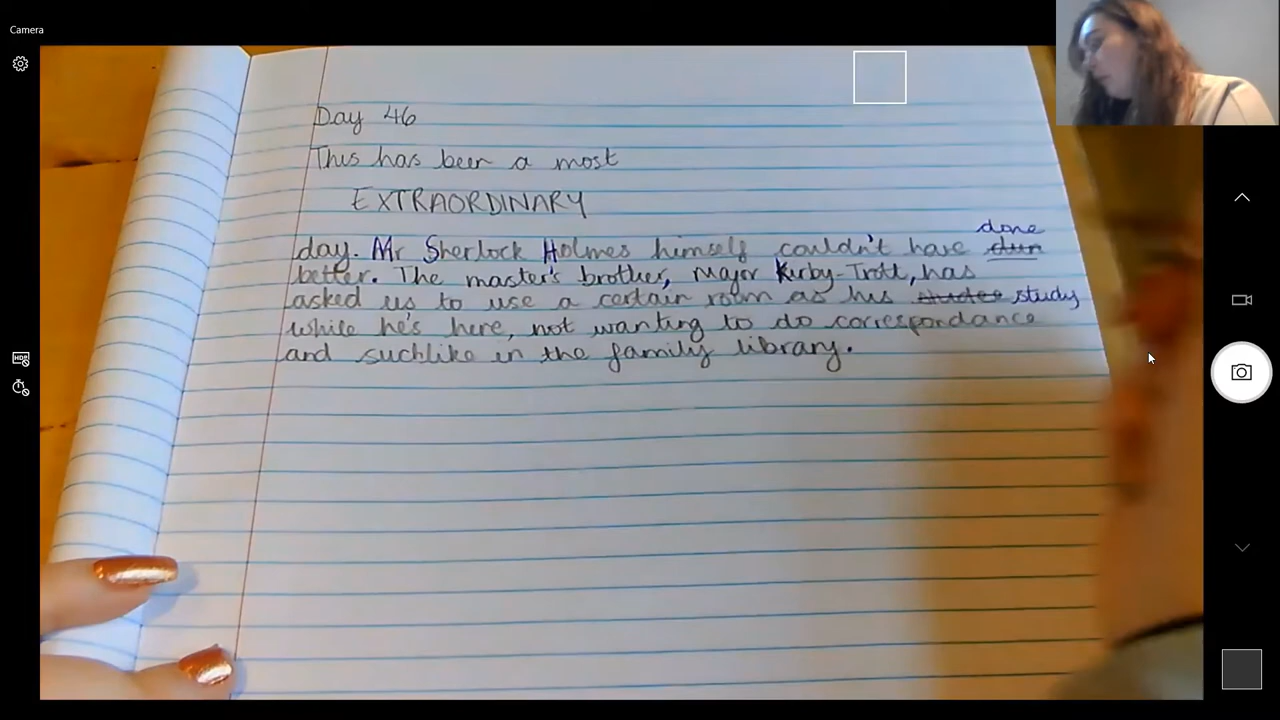 Camera
Day 46
This has been a most
EXTRAORDINARY
done
day. Mr Sherlock Holmes himself couldn't have dun
better. The master's brother, Major Kirby-Trott, has
asked us to use a certain room as his study
while he's here, not wanting to do correspondance
and suchlike in the family library.